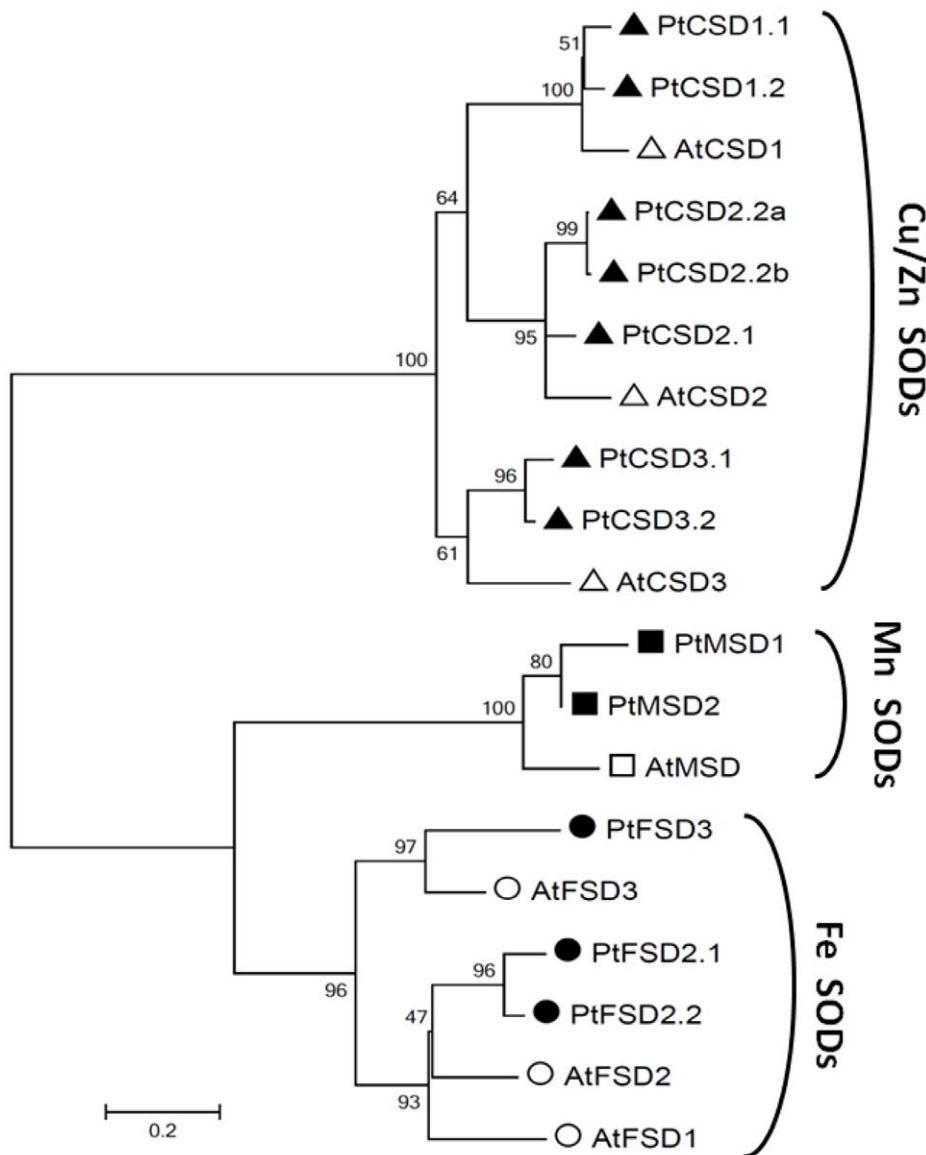 51
PtCSD1.1
PtCSD1.2
100
AtCSD1
64
PtCSD2.2a
99
PtCSD2.2b
PtCSD2.1
95
AtCSD2
100
PtCSD3.1
96
PtCSD3.2
61
AtCSD3
Cu/Zn SODs
PtMSD1
80
PtMSD2
100
AtMSD
Mn SODs
PtFSD3
97
AtFSD3
PtFSD2.1
96
PtFSD2.2
96
47
AtFSD2
93
AtFSD1
Fe SODs
0.2